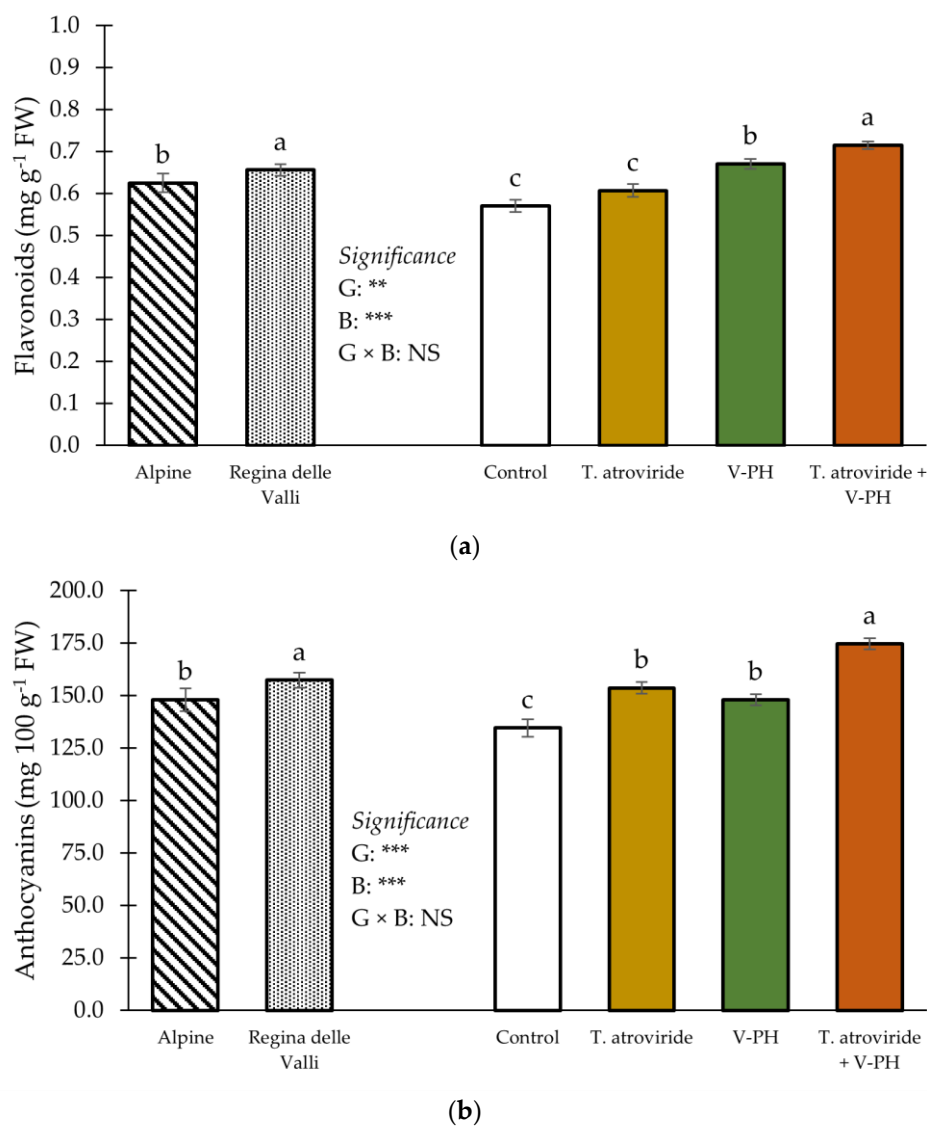 Flavonoids (mg g⁻¹ FW)
1.0
0.9
0.8
0.7
0.6
0.5
0.4
0.3
0.2
0.1
0.0
b
a
c
c
b
a
Significance
G: **
B: ***
G × B: NS
Alpine
Regina delle
Valli
Control
T. atroviride
V-PH
T. atroviride +
V-PH
(a)
Anthocyanins (mg 100 g⁻¹ FW)
200.0
175.0
150.0
125.0
100.0
75.0
50.0
25.0
0.0
b
a
c
b
b
a
Significance
G: ***
B: ***
G × B: NS
Alpine
Regina delle
Valli
Control
T. atroviride
V-PH
T. atroviride
+ V-PH
(b)